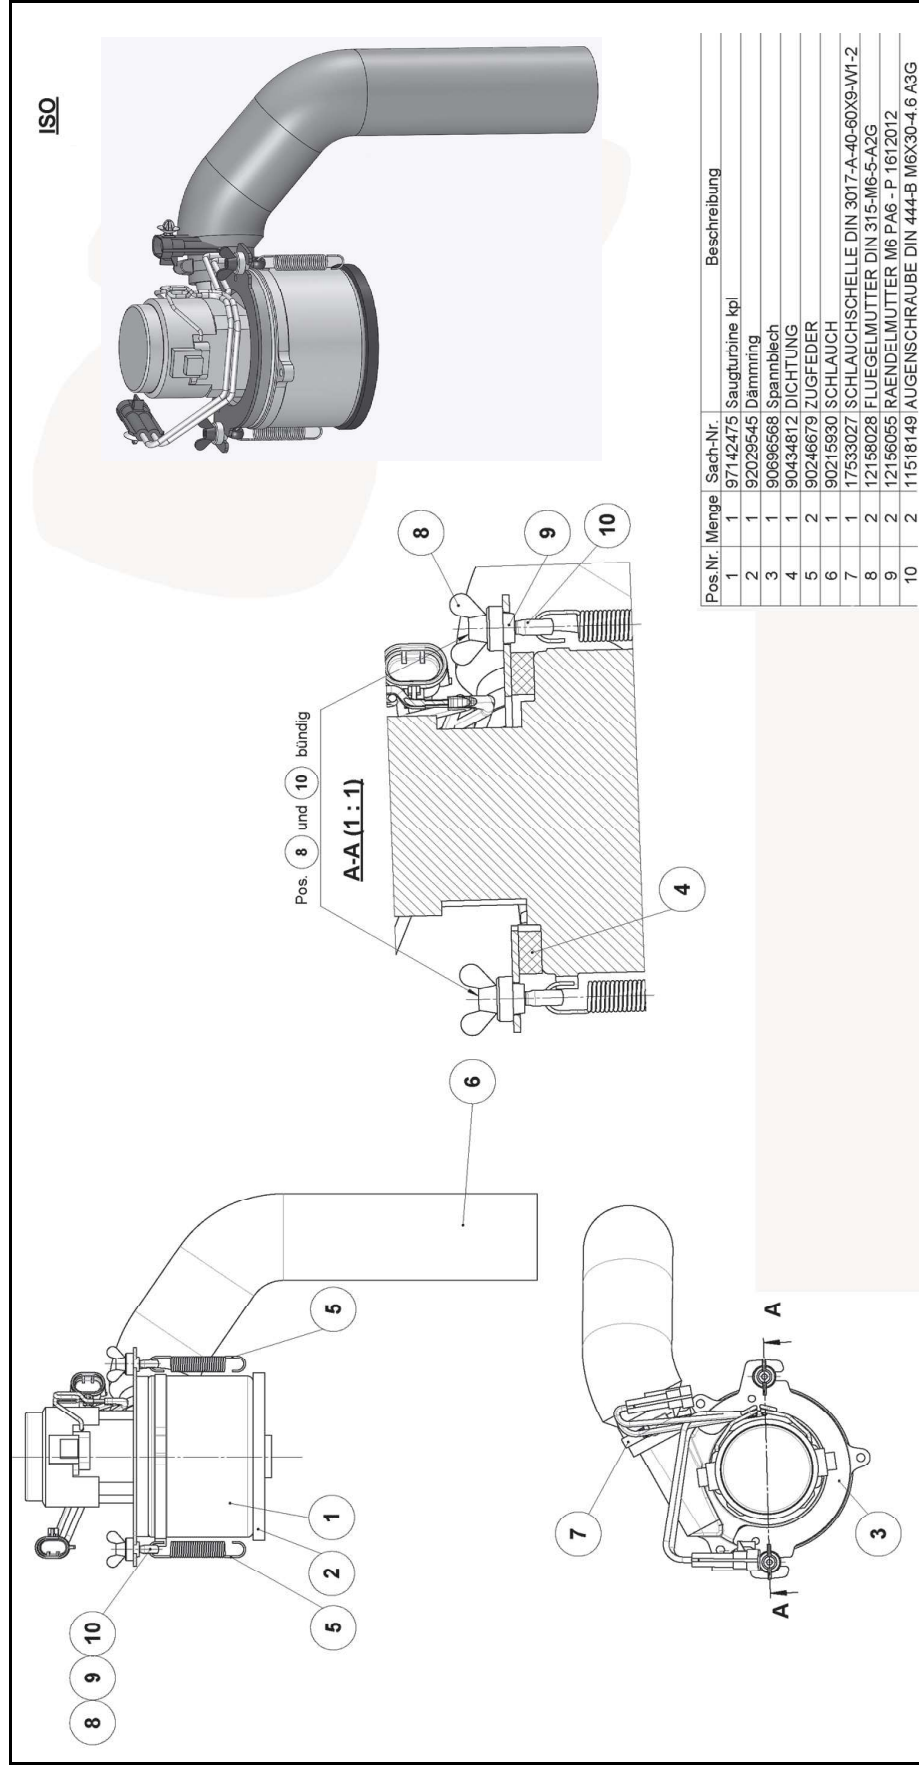 ISO
10
9
8
5
2
1
5
6
Pos. 8 und 10 bündig
A-A (1 : 1)
8
9
10
4
7
3
A
A
Pos.Nr. Menge Sach-Nr. Beschreibung
1 1 97142475 Saugturbine kpl
2 1 92029545 Dämmring
3 1 90696568 Spannblech
4 1 90434812 DICHTUNG
5 2 90246679 ZUGFEDER
6 1 90215930 SCHLAUCH
7 1 17533027 SCHLAUCHSCHELLE DIN 3017-A-40-60X9-W1-2
8 2 12158028 FLUEGELMUTTER DIN 315-M6-5-A2G
9 2 12156055 RAENDELMUTTER M6 PA6 - P 1612012
10 2 11518149 AUGENSCHRAUBE DIN 444-B M6X30-4.6 A3G